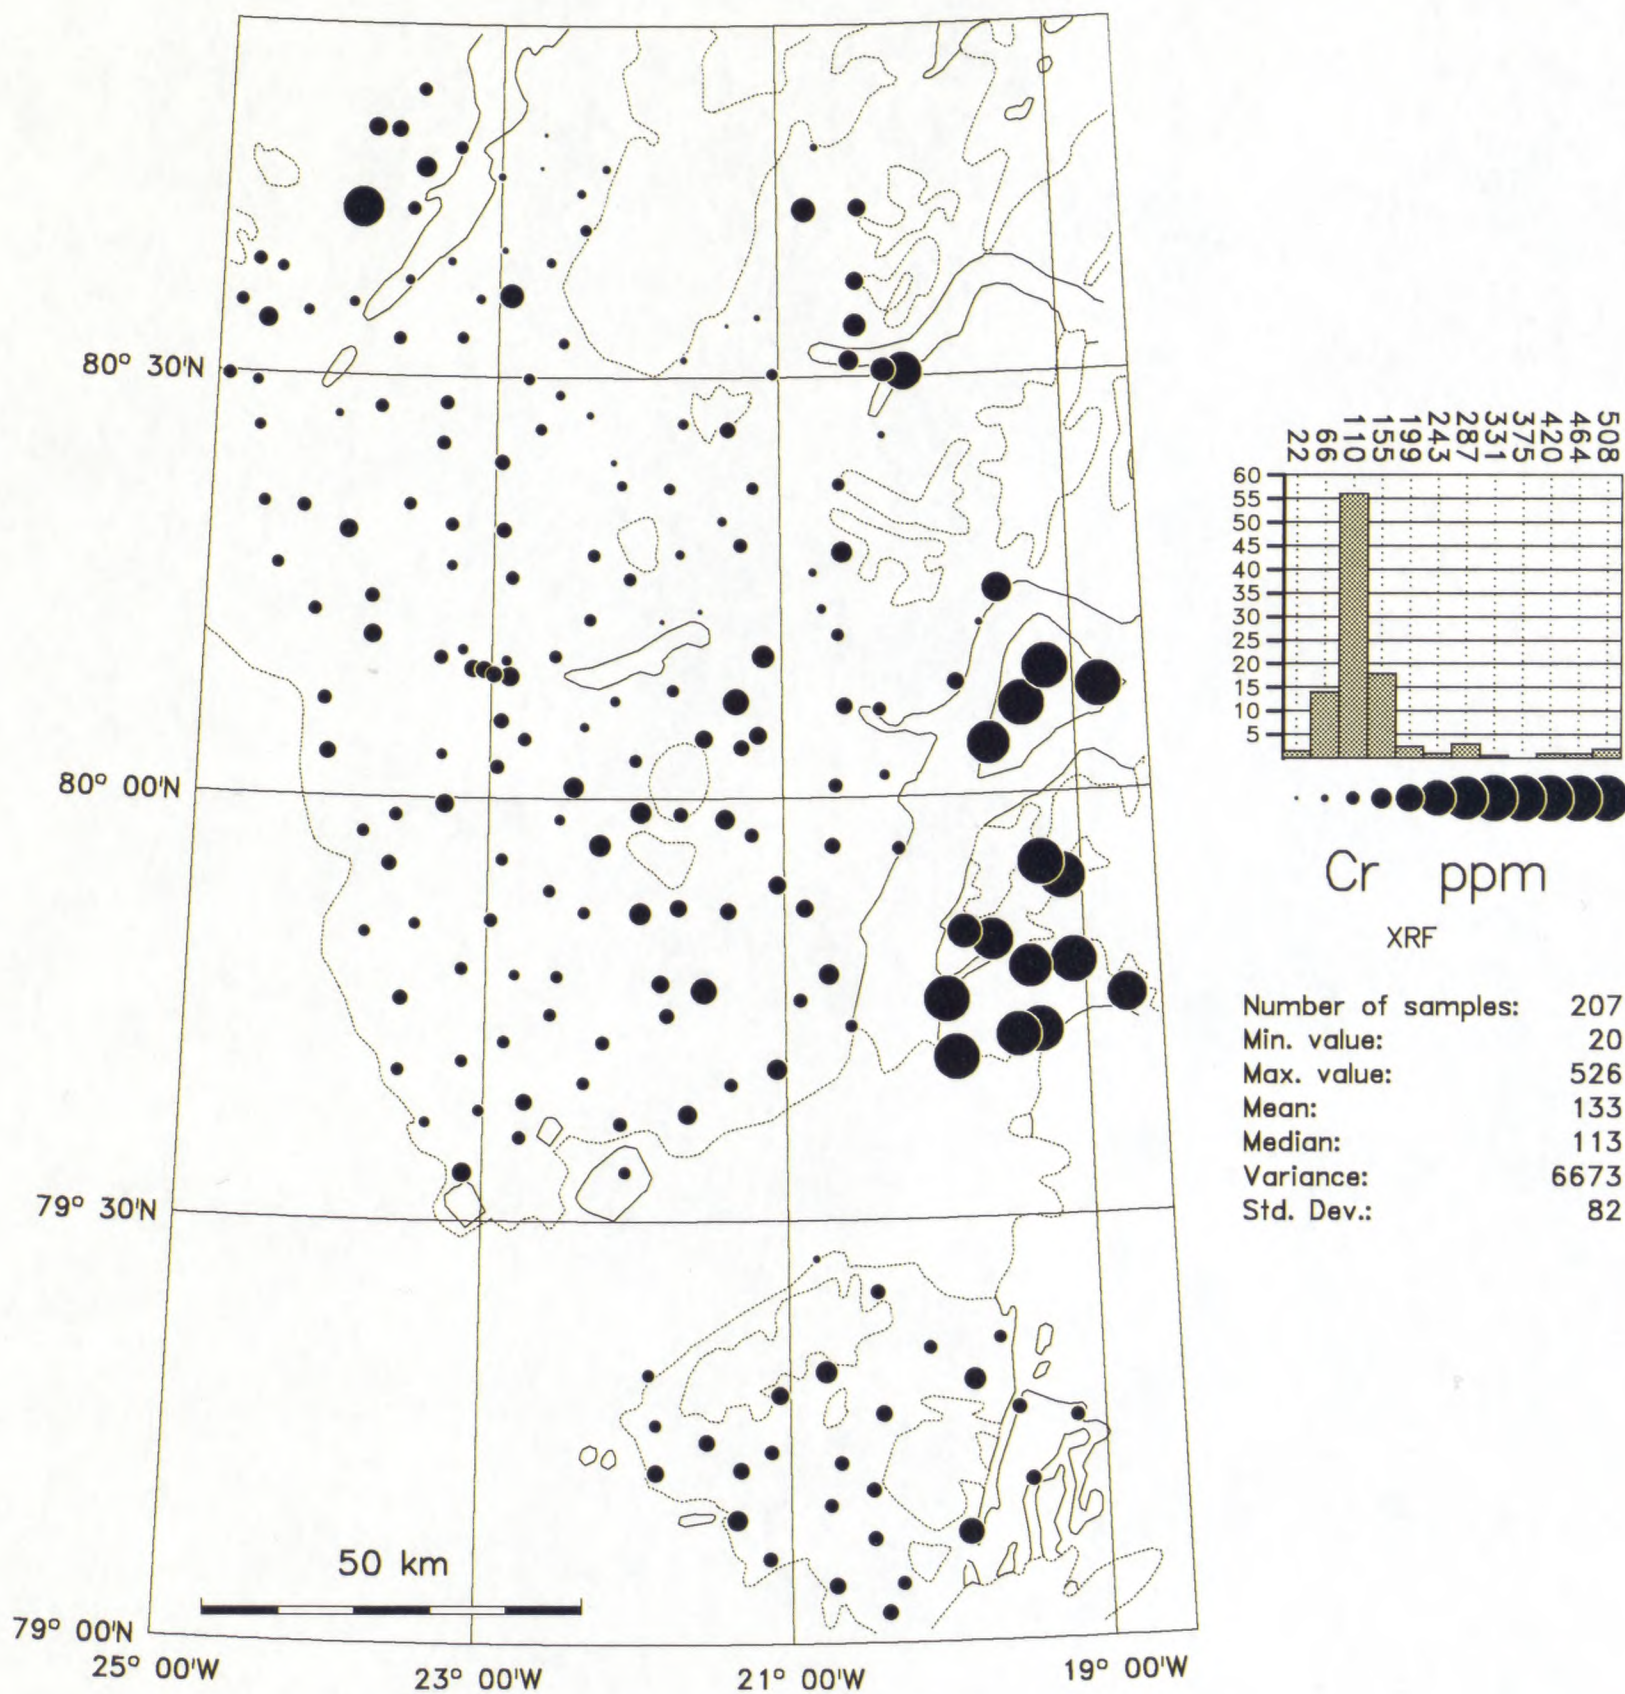 80° 30'N
80° 00'N
79° 30'N
79° 00'N
25° 00'W
23° 00'W
21° 00'W
19° 00'W
50 km
22 66 110 155 199 243 287 331 375 420 464 508
60
55
50
45
40
35
30
25
20
15
10
5
Cr ppm
XRF
Number of samples: 207
Min. value: 20
Max. value: 526
Mean: 133
Median: 113
Variance: 6673
Std. Dev.: 82